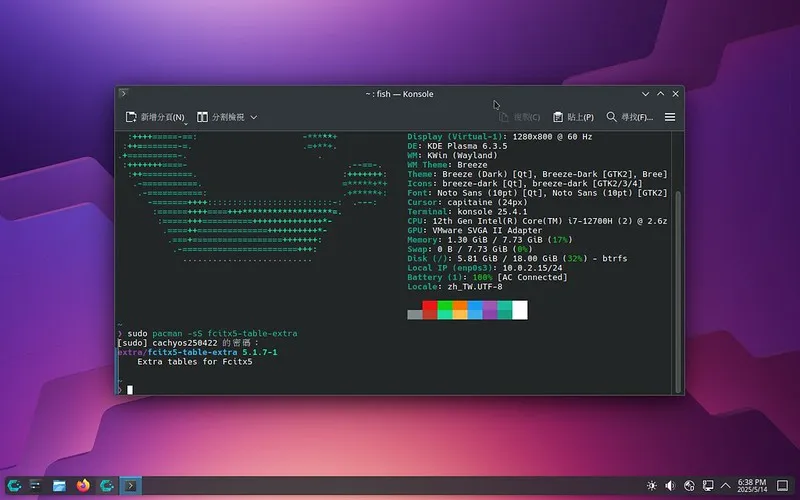 ~ : fish — Konsole
新增分頁(N) 分割檢視 複製(C) 貼上(P) 尋找(F)...
Display (Virtual-1): 1280x800 @ 60 Hz
DE: KDE Plasma 6.3.5
WM: KWin (Wayland)
WM Theme: Breeze
Theme: Breeze (Dark) [Qt], Breeze-Dark [GTK2], Bree]
Icons: breeze-dark [Qt], breeze-dark [GTK2/3/4]
Font: Noto Sans (10pt) [Qt], Noto Sans (10pt) [GTK2]
Cursor: capitaine (24px)
Terminal: konsole 25.4.1
CPU: 12th Gen Intel(R) Core(TM) i7-12700H (2) @ 2.6z
GPU: VMware SVGA II Adapter
Memory: 1.30 GiB / 7.73 GiB (17%)
Swap: 0 B / 7.73 GiB (0%)
Disk (/): 5.81 GiB / 18.00 GiB (32%) - btrfs
Local IP (enp0s3): 10.0.2.15/24
Battery (1): 100% [AC Connected]
Locale: zh_TW.UTF-8
~
❯ sudo pacman -sS fcitx5-table-extra
[sudo] cachyos250422 的密碼：
extra/fcitx5-table-extra 5.1.7-1
Extra tables for Fcitx5
~
❯
6:38 PM
2025/5/14